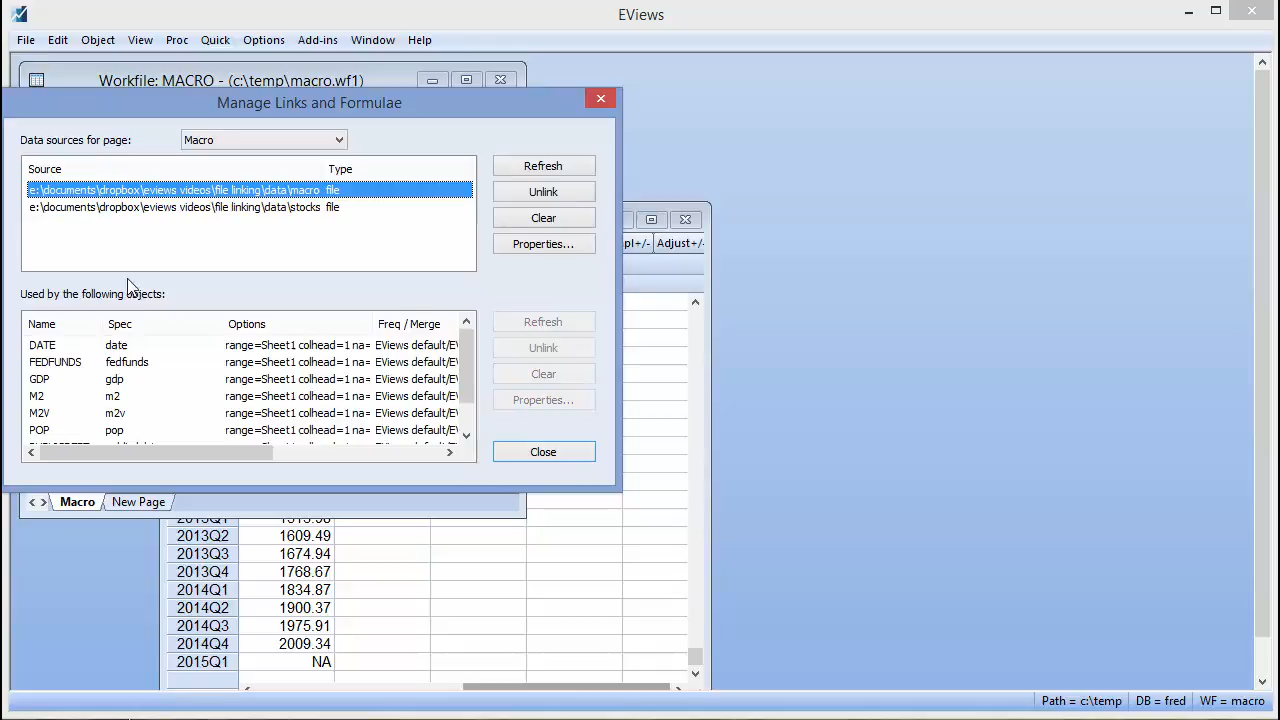 EViews
File Edit Object View Proc Quick Options Add-ins Window Help
Workfile: MACRO - (c:\temp\macro.wf1)
Manage Links and Formulae
Data sources for page: Macro
Source Type
e:\documents\dropbox\eviews videos\file linking\data\macro file
e:\documents\dropbox\eviews videos\file linking\data\stocks file
Refresh
Unlink
Clear
Properties...
Adjust+/-
Used by the following objects:
Name Spec Options Freq / Merge
DATE date range=Sheet1 colhead=1 na= EViews default/E
FEDFUNDS fedfunds range=Sheet1 colhead=1 na= EViews default/E
GDP gdp range=Sheet1 colhead=1 na= EViews default/E
M2 m2 range=Sheet1 colhead=1 na= EViews default/E
M2V m2v range=Sheet1 colhead=1 na= EViews default/E
POP pop range=Sheet1 colhead=1 na= EViews default/E
Refresh
Unlink
Clear
Properties...
Close
Macro New Page
2013Q2 1609.49
2013Q3 1674.94
2013Q4 1768.67
2014Q1 1834.87
2014Q2 1900.37
2014Q3 1975.91
2014Q4 2009.34
2015Q1 NA
Path = c:\temp DB = fred WF = macro